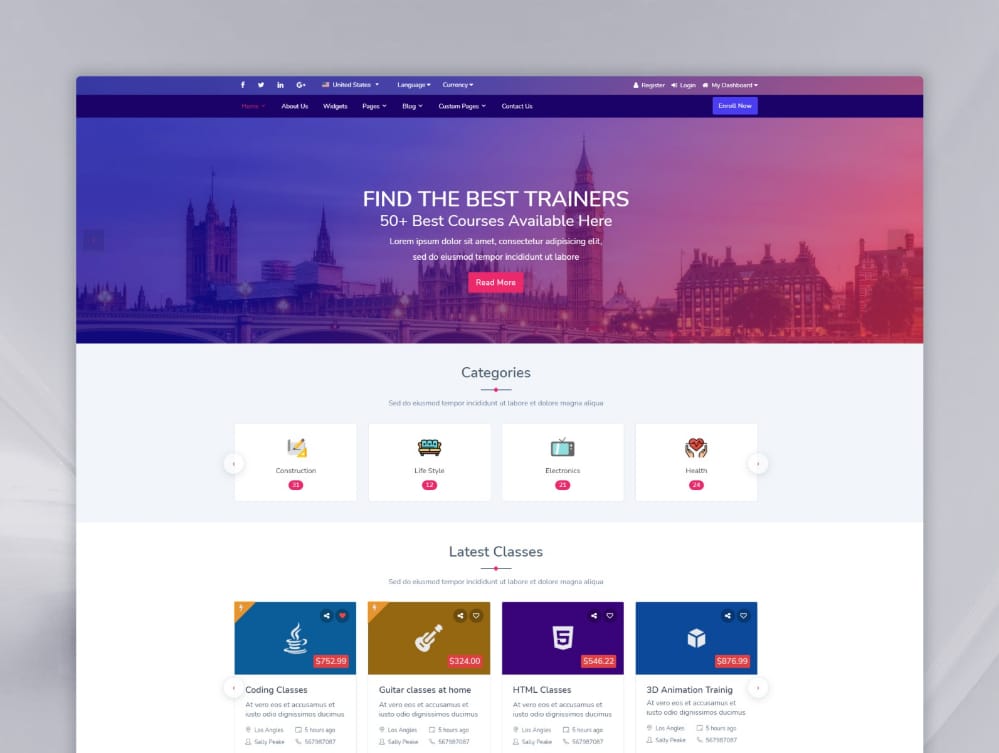 United States Language Currency Register Login My Dashboard
Home About Us Widgets Pages Blog Custom Pages Contact Us Enroll Now
FIND THE BEST TRAINERS
50+ Best Courses Available Here
Lorem ipsum dolor sit amet, consectetur adipisicing elit,
sed do eiusmod tempor incididunt ut labore
Read More
Categories
Sed do eiusmod tempor incididunt ut labore et dolore magna aliqua
Construction Life Style Electronics Health
31 12 21 24
Latest Classes
Sed do eiusmod tempor incididunt ut labore et dolore magna aliqua
$752.99 $324.00 $546.22 $876.99
Coding Classes Guitar classes at home HTML Classes 3D Animation Trainig
At vero eos et accusamus et At vero eos et accusamus et At vero eos et accusamus et At vero eos et accusamus et
iusto odio dignissimos ducimus iusto odio dignissimos ducimus iusto odio dignissimos ducimus iusto odio dignissimos ducimus
Los Angles 5 hours ago Los Angles 5 hours ago Los Angles 5 hours ago Los Angles 5 hours ago
Sally Peake 567987087 Sally Peake 567987087 Sally Peake 567987087 Sally Peake 567987087